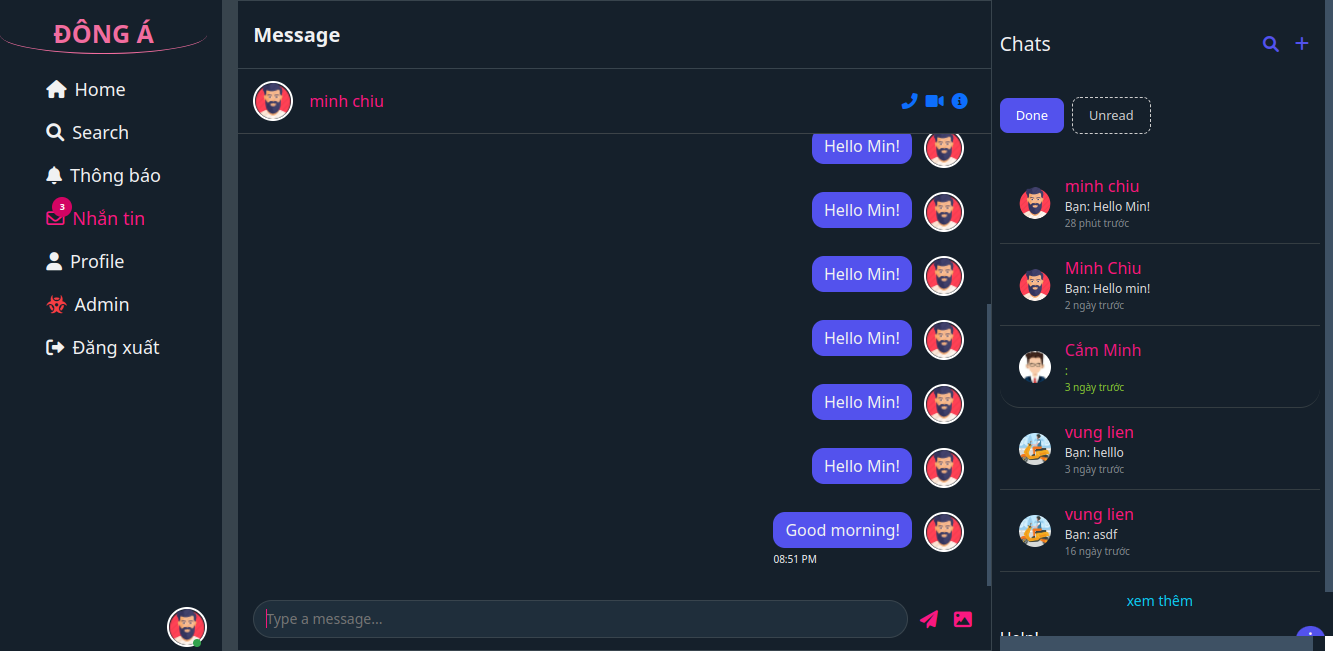 ĐÔNG Á
Home
Search
Thông báo
3
Nhắn tin
Profile
Admin
Đăng xuất
Message
minh chiu
Hello Min!
Hello Min!
Hello Min!
Hello Min!
Hello Min!
Hello Min!
Good morning!
08:51 PM
Type a message...
Chats
Done
Unread
minh chiu
Bạn: Hello Min!
28 phút trước
Minh Chìu
Bạn: Hello min!
2 ngày trước
Cắm Minh
:
3 ngày trước
vung lien
Bạn: helllo
3 ngày trước
vung lien
Bạn: asdf
16 ngày trước
xem thêm
Help!